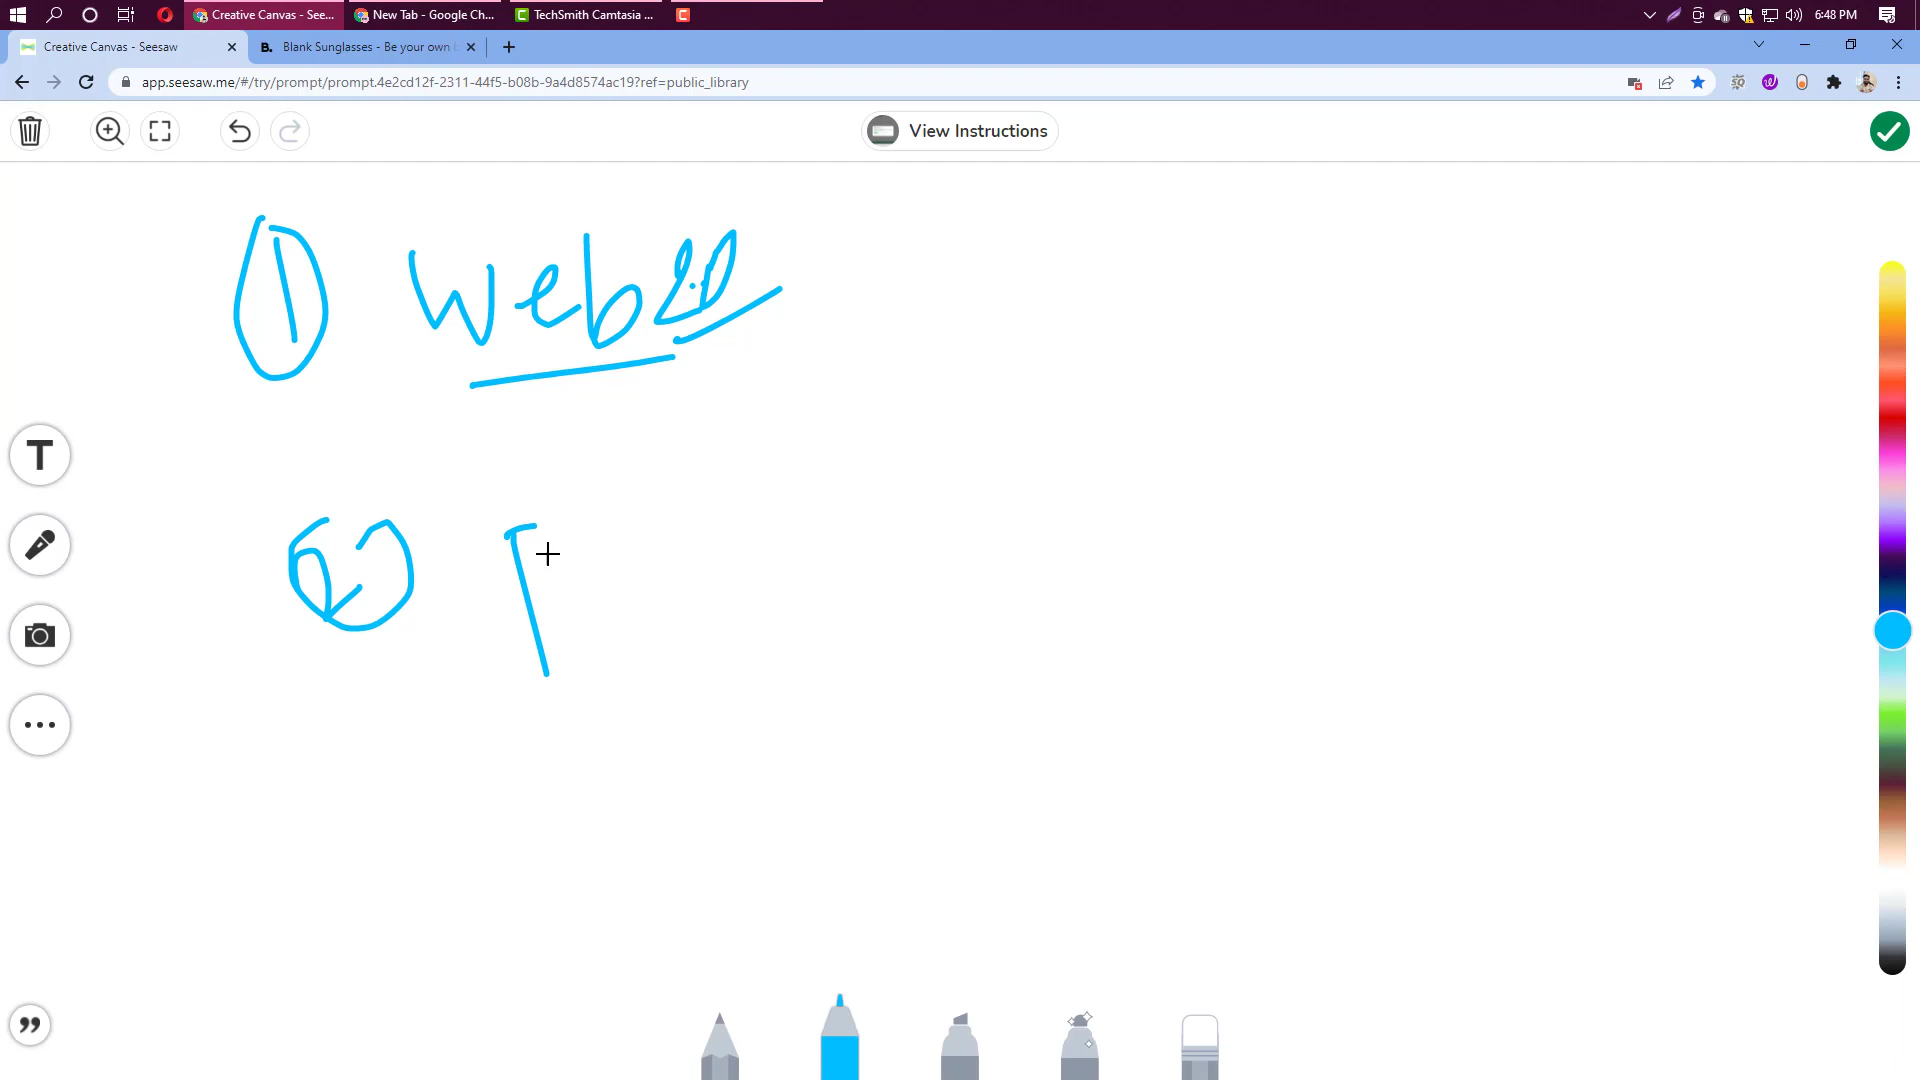 Creative Canvas - See...
New Tab - Google Ch...
TechSmith Camtasia ...
6:48 PM
Creative Canvas - Seesaw
B. Blank Sunglasses - Be your own b
app.seesaw.me/#/try/prompt/prompt.4e2cd12f-2311-44f5-b08b-9a4d8574ac19?ref=public_library
View Instructions
① Web 2.0
T
②